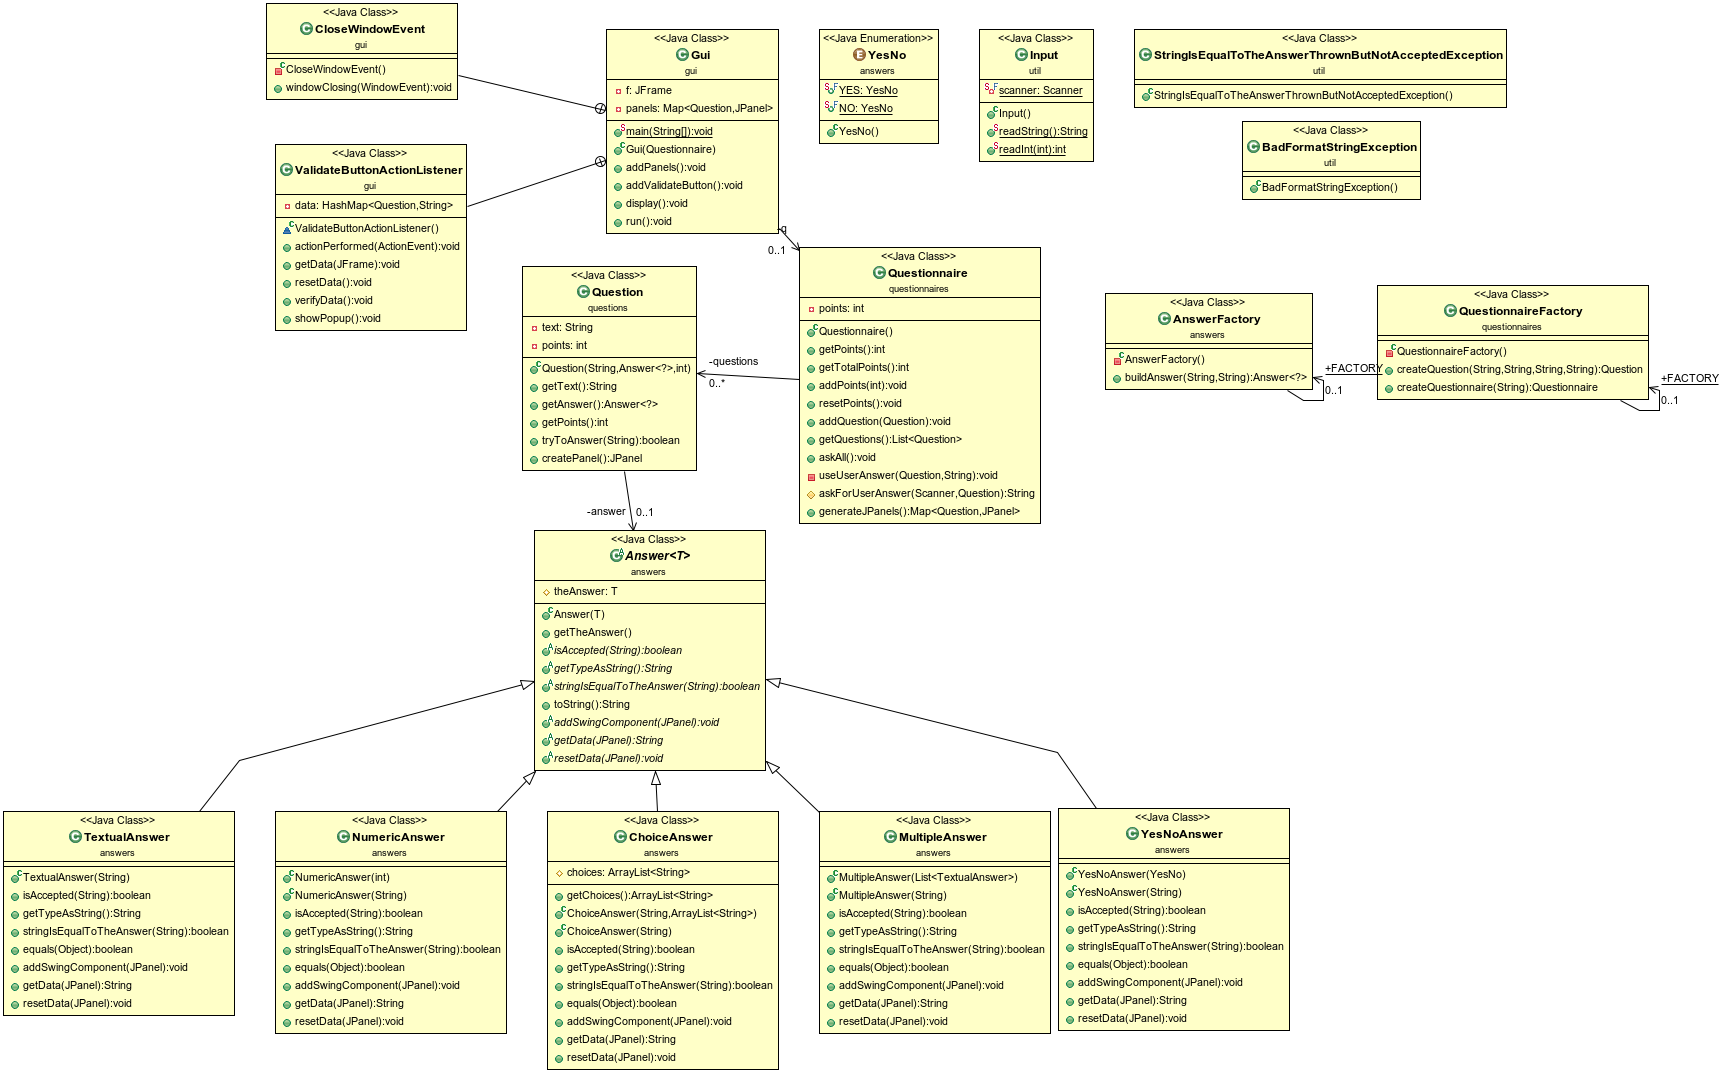 <<Java Class>>
CloseWindowEvent
gui
CloseWindowEvent()
windowClosing(WindowEvent):void
<<Java Class>>
Gui
gui
f: JFrame
panels: Map<Question,JPanel>
main(String[]):void
Gui(Questionnaire)
addPanels():void
addValidateButton():void
display():void
run():void
<<Java Enumeration>>
YesNo
answers
YES: YesNo
NO: YesNo
YesNo()
<<Java Class>>
Input
util
scanner: Scanner
Input()
readString():String
readInt(int):int
<<Java Class>>
StringIsEqualToTheAnswerThrownButNotAcceptedException
util
StringIsEqualToTheAnswerThrownButNotAcceptedException()
<<Java Class>>
BadFormatStringException
util
BadFormatStringException()
<<Java Class>>
ValidateButtonActionListener
gui
data: HashMap<Question,String>
ValidateButtonActionListener()
actionPerformed(ActionEvent):void
getData(JFrame):void
resetData():void
verifyData():void
showPopup():void
-q
0..1
<<Java Class>>
Question
questions
text: String
points: int
Question(String,Answer<?>,int)
getText():String
getAnswer():Answer<?>
getPoints():int
tryToAnswer(String):boolean
createPanel():JPanel
-questions
0..*
<<Java Class>>
Questionnaire
questionnaires
points: int
Questionnaire()
getPoints():int
getTotalPoints():int
addPoints(int):void
resetPoints():void
addQuestion(Question):void
getQuestions():List<Question>
askAll():void
useUserAnswer(Question,String):void
askForUserAnswer(Scanner,Question):String
generateJPanels():Map<Question,JPanel>
<<Java Class>>
AnswerFactory
answers
AnswerFactory()
buildAnswer(String,String):Answer<?>
+FACTORY
0..1
<<Java Class>>
QuestionnaireFactory
questionnaires
QuestionnaireFactory()
createQuestion(String,String,String,String):Question
createQuestionnaire(String):Questionnaire
+FACTORY
0..1
-answer
0..1
<<Java Class>>
Answer<T>
answers
theAnswer: T
Answer(T)
getTheAnswer()
isAccepted(String):boolean
getTypeAsString():String
stringIsEqualToTheAnswer(String):boolean
toString():String
addSwingComponent(JPanel):void
getData(JPanel):String
resetData(JPanel):void
<<Java Class>>
TextualAnswer
answers
TextualAnswer(String)
isAccepted(String):boolean
getTypeAsString():String
stringIsEqualToTheAnswer(String):boolean
equals(Object):boolean
addSwingComponent(JPanel):void
getData(JPanel):String
resetData(JPanel):void
<<Java Class>>
NumericAnswer
answers
NumericAnswer(int)
NumericAnswer(String)
isAccepted(String):boolean
getTypeAsString():String
stringIsEqualToTheAnswer(String):boolean
equals(Object):boolean
addSwingComponent(JPanel):void
getData(JPanel):String
resetData(JPanel):void
<<Java Class>>
ChoiceAnswer
answers
choices: ArrayList<String>
getChoices():ArrayList<String>
ChoiceAnswer(String,ArrayList<String>)
ChoiceAnswer(String)
isAccepted(String):boolean
getTypeAsString():String
stringIsEqualToTheAnswer(String):boolean
equals(Object):boolean
addSwingComponent(JPanel):void
getData(JPanel):String
resetData(JPanel):void
<<Java Class>>
MultipleAnswer
answers
MultipleAnswer(List<TextualAnswer>)
MultipleAnswer(String)
isAccepted(String):boolean
getTypeAsString():String
stringIsEqualToTheAnswer(String):boolean
equals(Object):boolean
addSwingComponent(JPanel):void
getData(JPanel):String
resetData(JPanel):void
<<Java Class>>
YesNoAnswer
answers
YesNoAnswer(YesNo)
YesNoAnswer(String)
isAccepted(String):boolean
getTypeAsString():String
stringIsEqualToTheAnswer(String):boolean
equals(Object):boolean
addSwingComponent(JPanel):void
getData(JPanel):String
resetData(JPanel):void